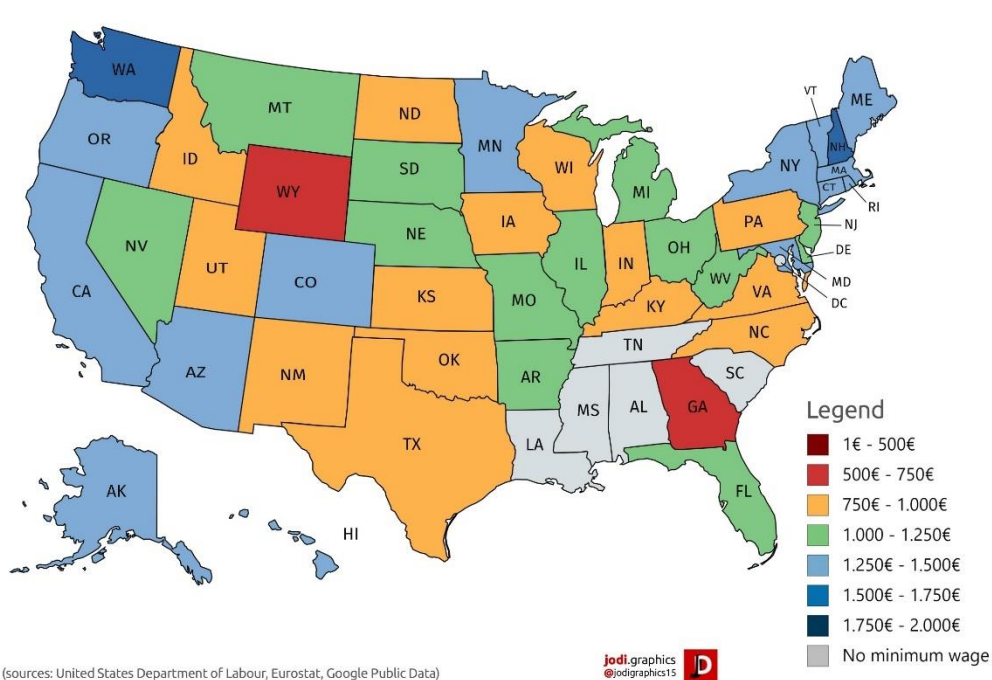 WA
MT
ND
MN
VT
ME
OR
ID
SD
WI
NY
NH
MA
CT
RI
WY
MI
IA
PA
NJ
NE
NV
UT
CO
IL
IN
OH
DE
WV
MD
DC
CA
KS
MO
KY
VA
NC
TN
AZ
NM
OK
AR
SC
MS
AL
GA
TX
LA
FL
AK
HI
Legend
1€ - 500€
500€ - 750€
750€ - 1.000€
1.000 - 1.250€
1.250€ - 1.500€
1.500€ - 1.750€
1.750€ - 2.000€
No minimum wage
(sources: United States Department of Labour, Eurostat, Google Public Data)
jodi.graphics
@jodigraphics15
JD